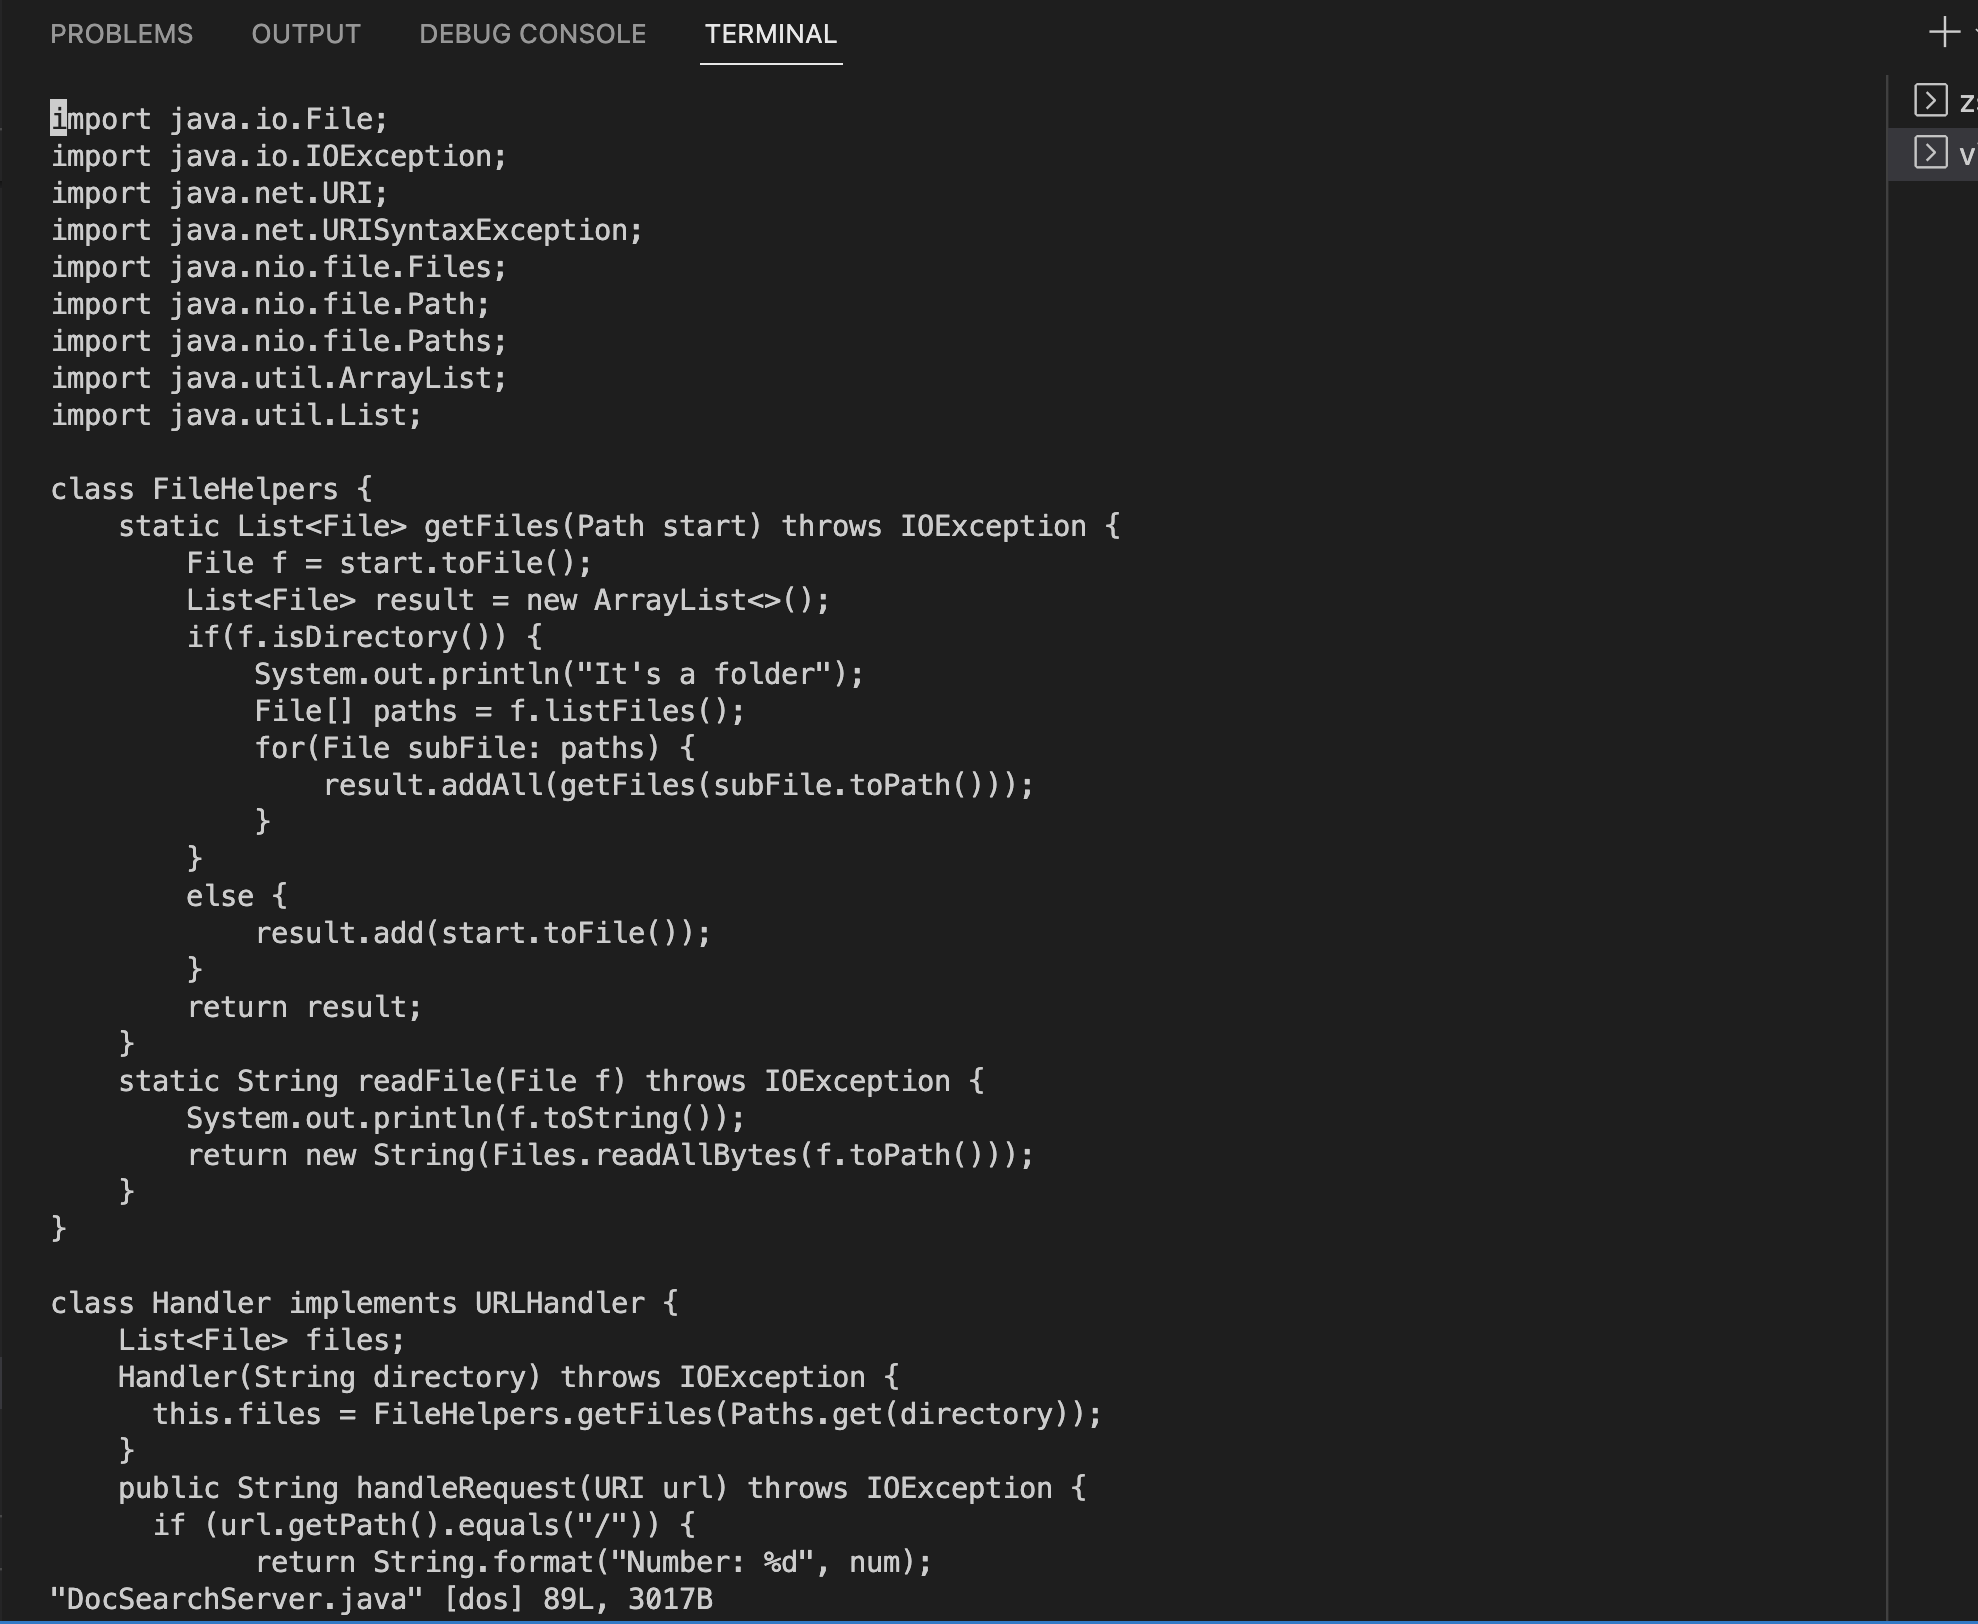 PROBLEMS OUTPUT DEBUG CONSOLE TERMINAL
import java.io.File;
import java.io.IOException;
import java.net.URI;
import java.net.URISyntaxException;
import java.nio.file.Files;
import java.nio.file.Path;
import java.nio.file.Paths;
import java.util.ArrayList;
import java.util.List;

class FileHelpers {
    static List<File> getFiles(Path start) throws IOException {
        File f = start.toFile();
        List<File> result = new ArrayList<>();
        if(f.isDirectory()) {
            System.out.println("It's a folder");
            File[] paths = f.listFiles();
            for(File subFile: paths) {
                result.addAll(getFiles(subFile.toPath()));
            }
        }
        else {
            result.add(start.toFile());
        }
        return result;
    }
    static String readFile(File f) throws IOException {
        System.out.println(f.toString());
        return new String(Files.readAllBytes(f.toPath()));
    }
}

class Handler implements URLHandler {
    List<File> files;
    Handler(String directory) throws IOException {
      this.files = FileHelpers.getFiles(Paths.get(directory));
    }
    public String handleRequest(URI url) throws IOException {
      if (url.getPath().equals("/")) {
            return String.format("Number: %d", num);
"DocSearchServer.java" [dos] 89L, 3017B